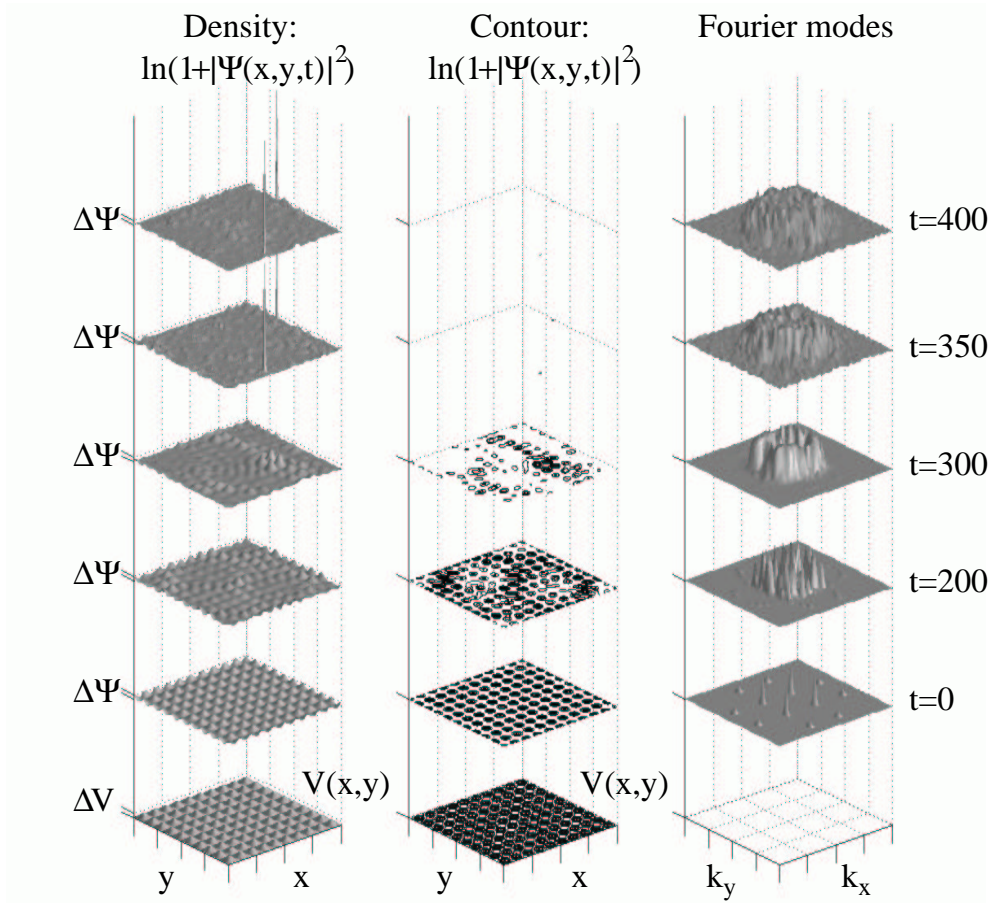 Density:
ln(1+|Ψ(x,y,t)|²)
Contour:
ln(1+|Ψ(x,y,t)|²)
Fourier modes
ΔΨ
t=400
ΔΨ
t=350
ΔΨ
t=300
ΔΨ
t=200
ΔΨ
t=0
ΔV
V(x,y)
V(x,y)
y
x
y
x
k_y
k_x